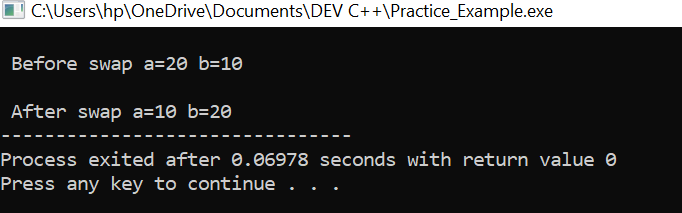 C:\Users\hp\OneDrive\Documents\DEV C++\Practice_Example.exe
Before swap a=20 b=10
After swap a=10 b=20
--------------------------------
Process exited after 0.06978 seconds with return value 0
Press any key to continue . . .